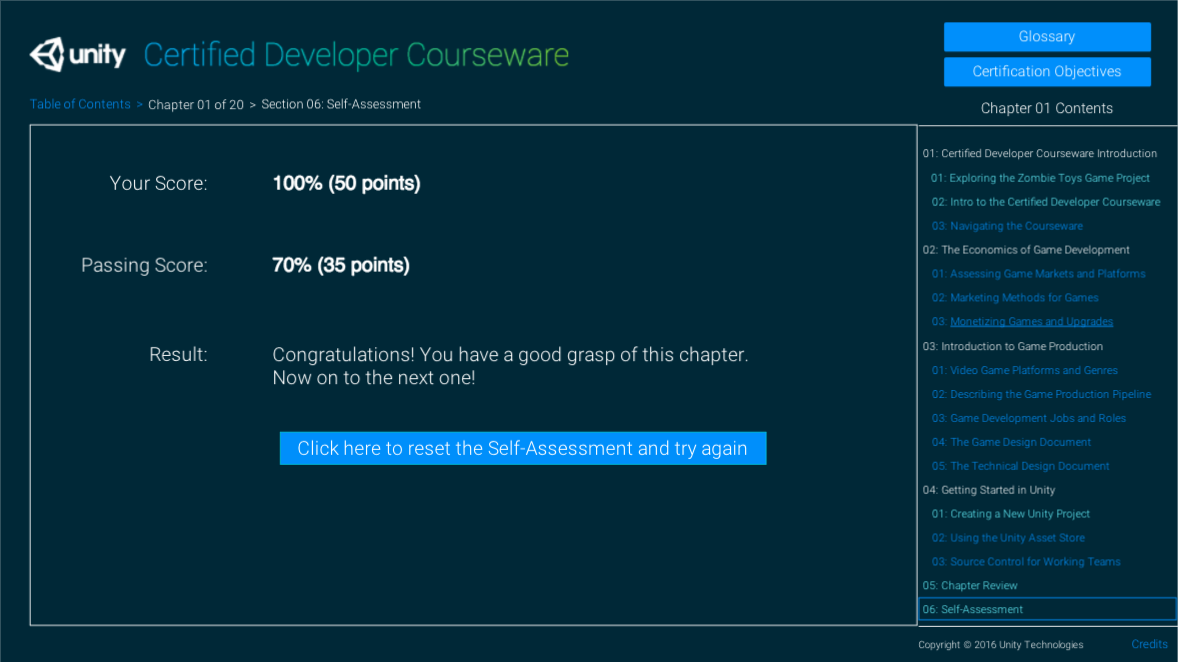 unity Certified Developer Courseware
Glossary
Certification Objectives
Table of Contents > Chapter 01 of 20 > Section 06: Self-Assessment
Chapter 01 Contents
Your Score: 100% (50 points)
Passing Score: 70% (35 points)
Result: Congratulations! You have a good grasp of this chapter.
Now on to the next one!
Click here to reset the Self-Assessment and try again
01: Certified Developer Courseware Introduction
01: Exploring the Zombie Toys Game Project
02: Intro to the Certified Developer Courseware
03: Navigating the Courseware
02: The Economics of Game Development
01: Assessing Game Markets and Platforms
02: Marketing Methods for Games
03: Monetizing Games and Upgrades
03: Introduction to Game Production
01: Video Game Platforms and Genres
02: Describing the Game Production Pipeline
03: Game Development Jobs and Roles
04: The Game Design Document
05: The Technical Design Document
04: Getting Started in Unity
01: Creating a New Unity Project
02: Using the Unity Asset Store
03: Source Control for Working Teams
05: Chapter Review
06: Self-Assessment
Copyright © 2016 Unity Technologies
Credits